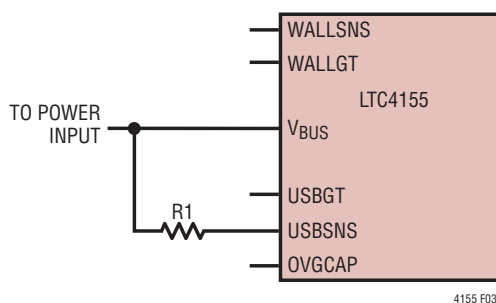 WALLSNS
WALLGT
LTC4155
TO POWER
INPUT
VBUS
USBGT
R1
USBSNS
OVGCAP
4155 F03